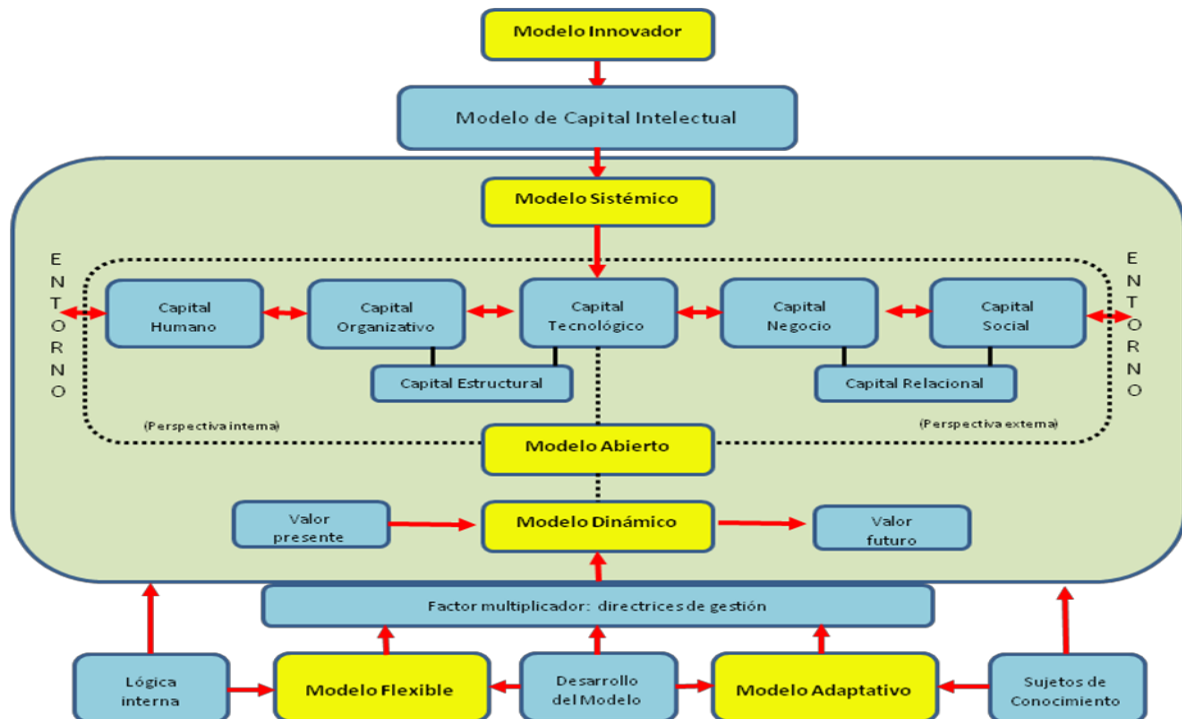 Modelo Innovador
Modelo de Capital Intelectual
Modelo Sistémico
ENTORNO
Capital
Humano
Capital
Organizativo
Capital
Tecnológico
Capital
Negocio
Capital
Social
ENTORNO
Capital Estructural
Capital Relacional
(Perspectiva interna)
(Perspectiva externa)
Modelo Abierto
Valor
presente
Modelo Dinámico
Valor
futuro
Factor multiplicador: directrices de gestión
Lógica
interna
Modelo Flexible
Desarrollo
del Modelo
Modelo Adaptativo
Sujetos de
Conocimiento